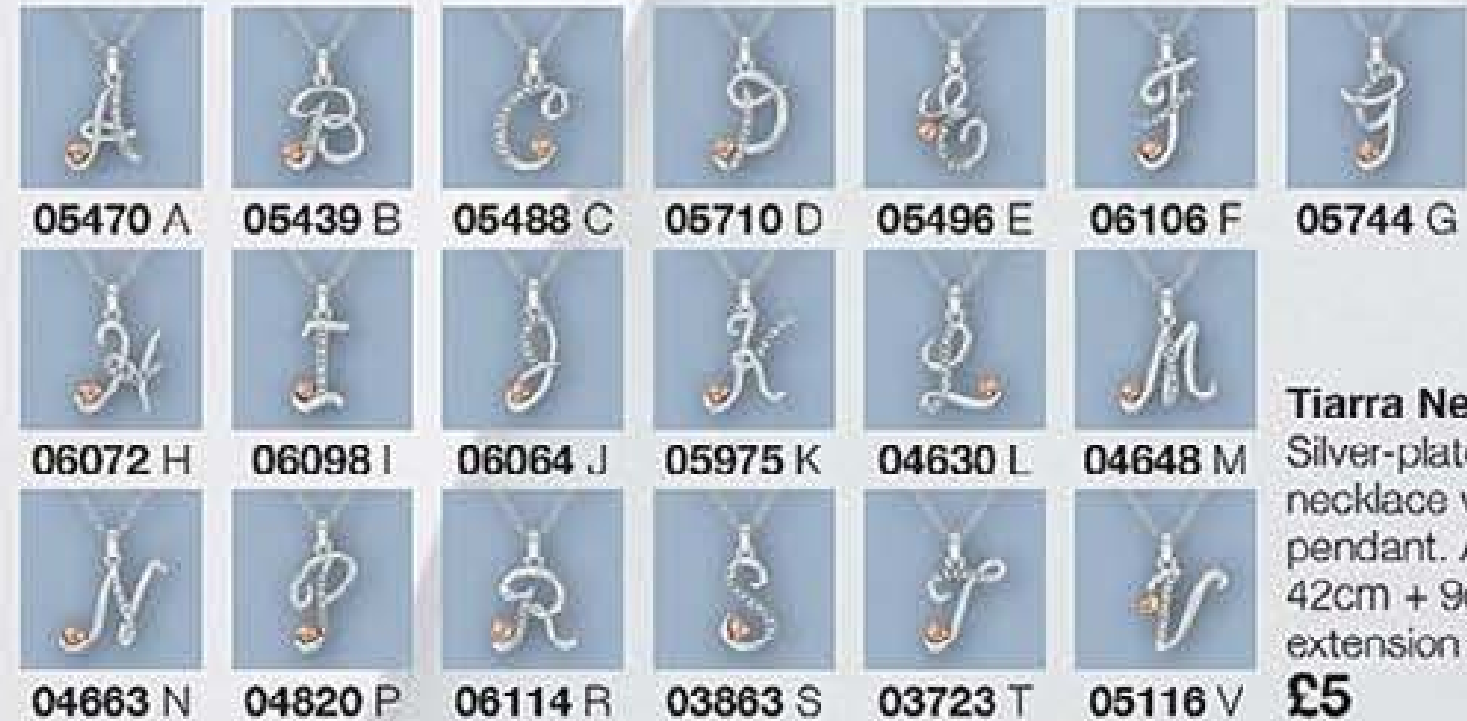 05470 A 05439 B 05488 C 05710 D 05496 E 06106 F 05744 G
06072 H 06098 I 06064 J 05975 K 04630 L 04648 M
04663 N 04820 P 06114 R 03863 S 03723 T 05116 V
Tiarra Ne
Silver-plate
necklace
pendant.
42cm + 9
extension
£5